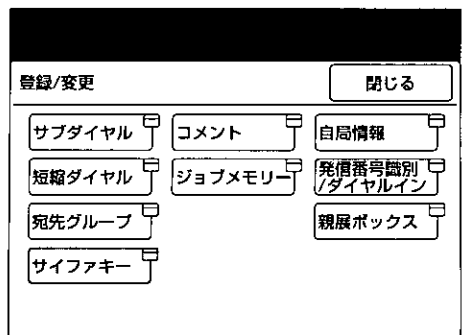 登録/変更 閉じる
サブダイヤル コメント 自局情報
短縮ダイヤル ジョブメモリー 発信番号識別
/ダイヤルイン
宛先グループ 親展ボックス
サイファキー